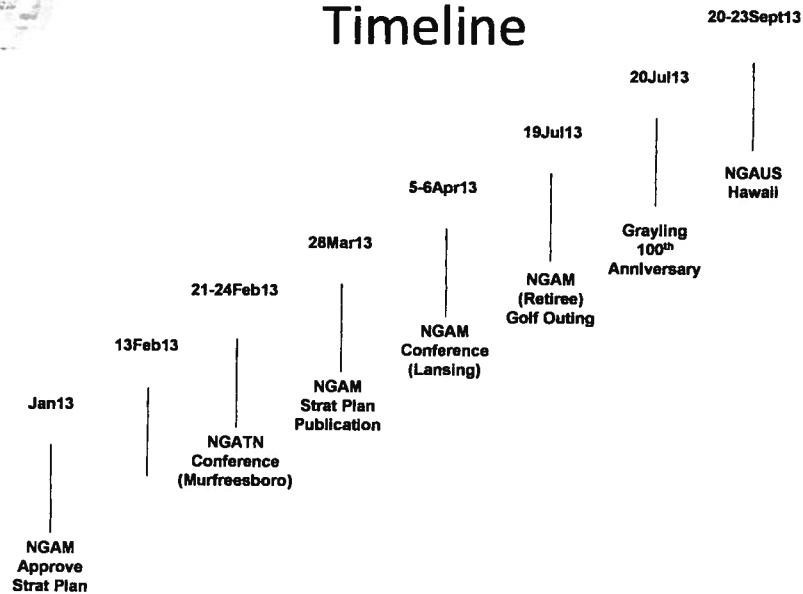 Timeline
Jan13
NGAM
Approve
Strat Plan
13Feb13
21-24Feb13
NGATN
Conference
(Murfreesboro)
28Mar13
NGAM
Strat Plan
Publication
5-6Apr13
NGAM
Conference
(Lansing)
19Jul13
NGAM
(Retiree)
Golf Outing
20Jul13
Grayling
100th
Anniversary
20-23Sept13
NGAUS
Hawaii